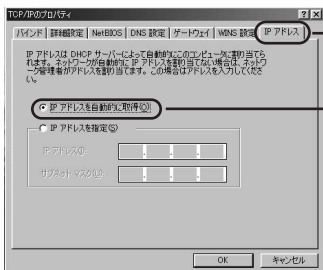 TCP/IPのプロパティ
バインド 詳細設定 NetBIOS DNS 設定 ゲートウェイ WINS 設定 IP アドレス
IP アドレスは DHCP サーバーによって自動的にこのコンピュータに割り当てら
れます。ネットワークが自動的に IP アドレスを割り当てない場合は、ネットワ
ーク管理者がアドレスを割り当てます。この場合はアドレスを入力してくださ
い。
IP アドレスを自動的に取得(O)
IP アドレスを指定(S)
IP アドレス(I):
サブネット マスク(U):
OK キャンセル